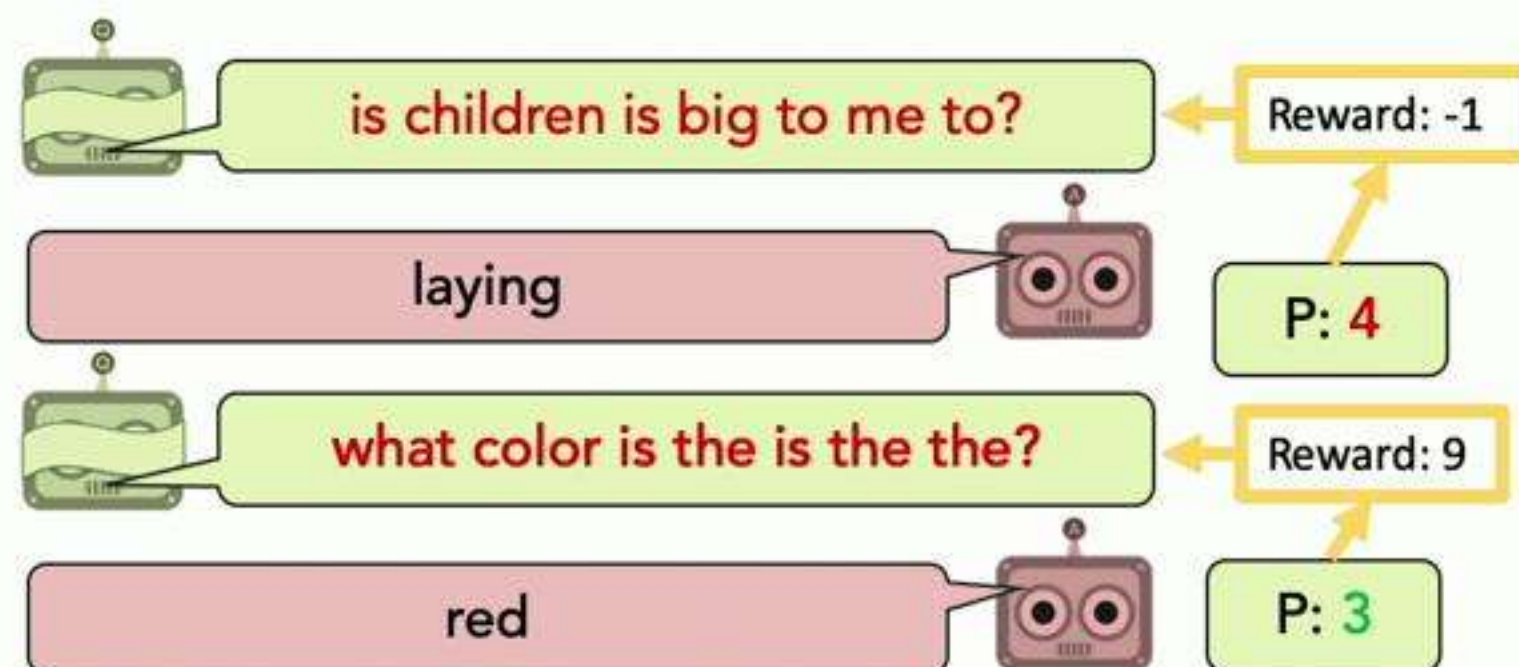 Q
is children is big to me to?
Reward: -1
A
laying
P: 4
Q
what color is the is the the?
Reward: 9
A
red
P: 3